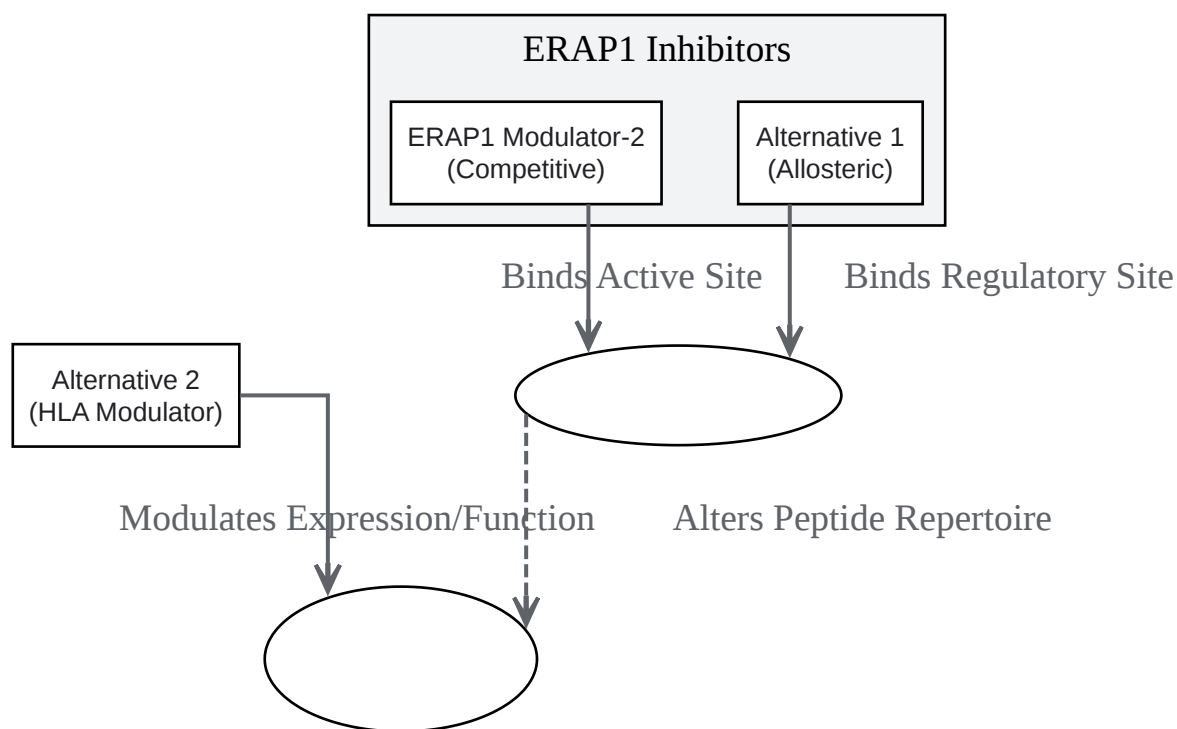 ERAP1 Inhibitors
ERAP1 Modulator-2
(Competitive)
Alternative 1
(Allosteric)
Binds Active Site
Binds Regulatory Site
Alternative 2
(HLA Modulator)
Modulates Expression/Function
Alters Peptide Repertoire